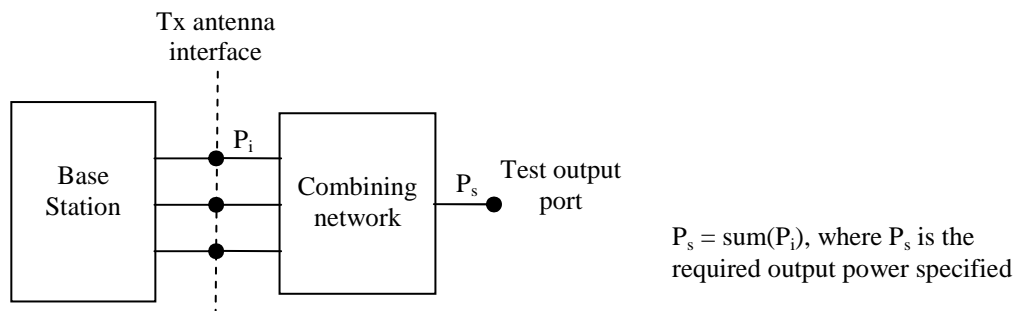 Tx antenna
interface
Base
Station
P_i
Combining
network
P_s
Test output
port
P_s = sum(P_i), where P_s is the
required output power specified